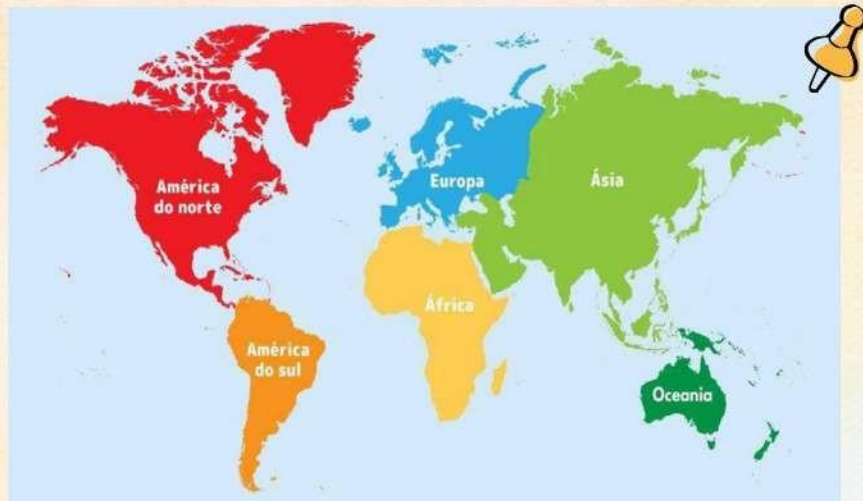 América
do norte
Europa
Ásia
África
América
do sul
Oceania